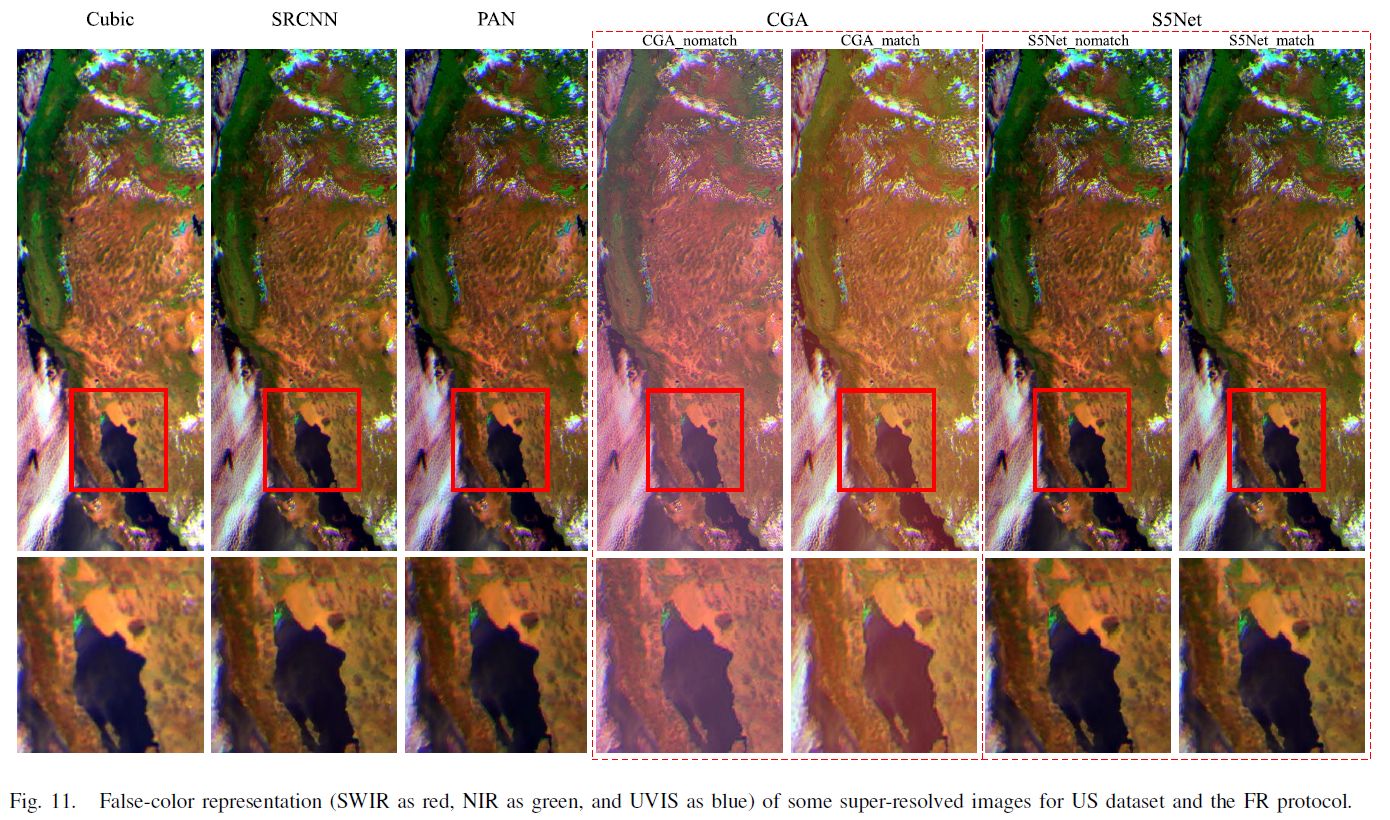 Cubic SRCNN PAN CGA S5Net
CGA_nomatch CGA_match S5Net_nomatch S5Net_match
Fig. 11. False-color representation (SWIR as red, NIR as green, and UVIS as blue) of some super-resolved images for US dataset and the FR protocol.